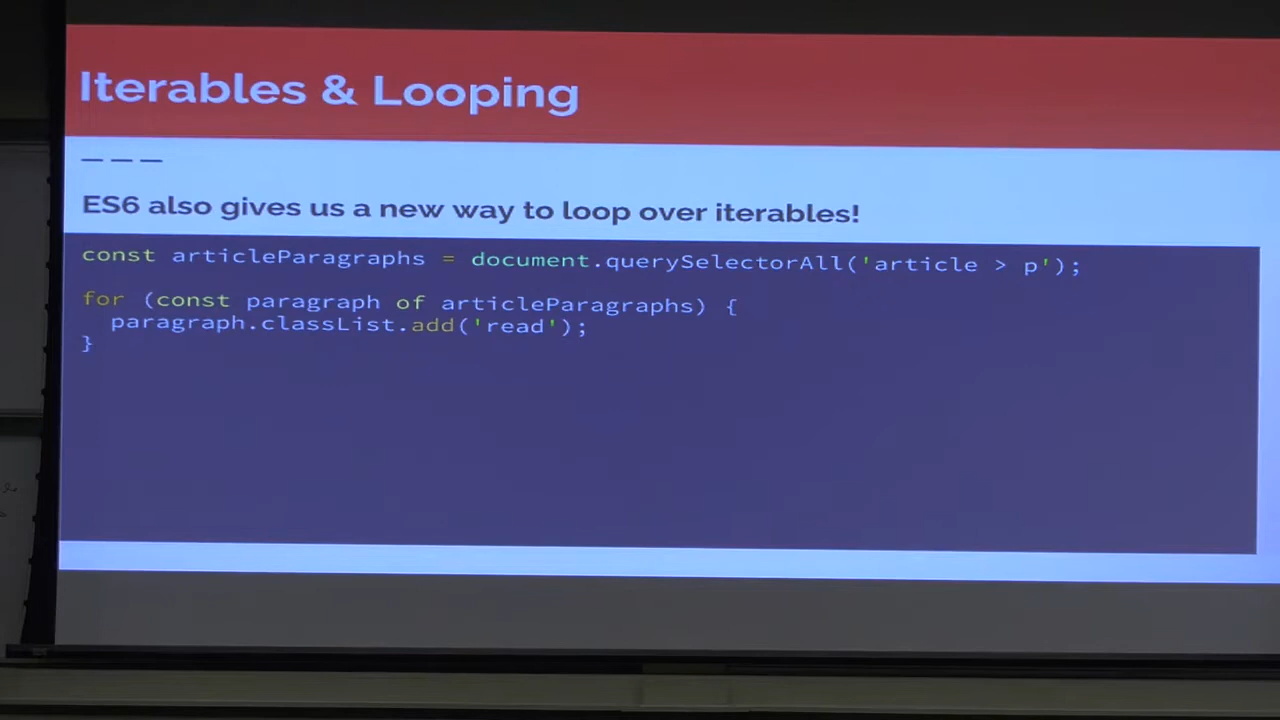 Iterables & Looping
ES6 also gives us a new way to loop over iterables!
const articleParagraphs = document.querySelectorAll('article > p');
for (const paragraph of articleParagraphs) {
  paragraph.classList.add('read');
}